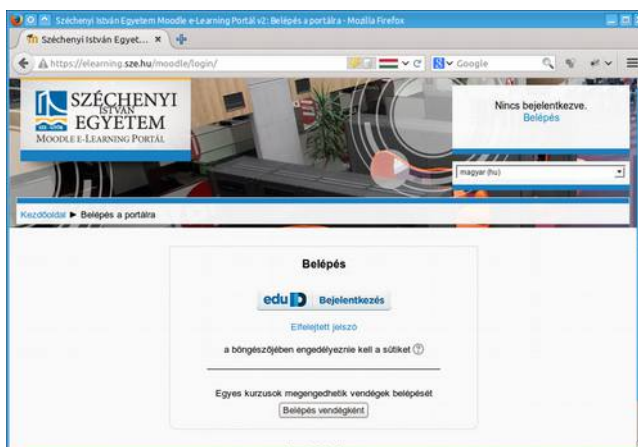 Széchenyi István Egyetem Moodle e-Learning Portál v2: Belépés a portálra - Mozilla Firefox
Széchenyi István Egyet...
https://elearning.sze.hu/moodle/login/
Google
SZÉCHENYI
ISTVÁN
EGYETEM
MOODLE E-LEARNING PORTÁL
Nincs bejelentkezve.
Belépés
magyar (hu)
Kezdőoldal ► Belépés a portálra
Belépés
eduID Bejelentkezés
Elfelejtett jelszó
a böngészőjében engedélyeznie kell a sütiket
Egyes kurzusok megengedhetik vendégek belépését
Belépés vendégként